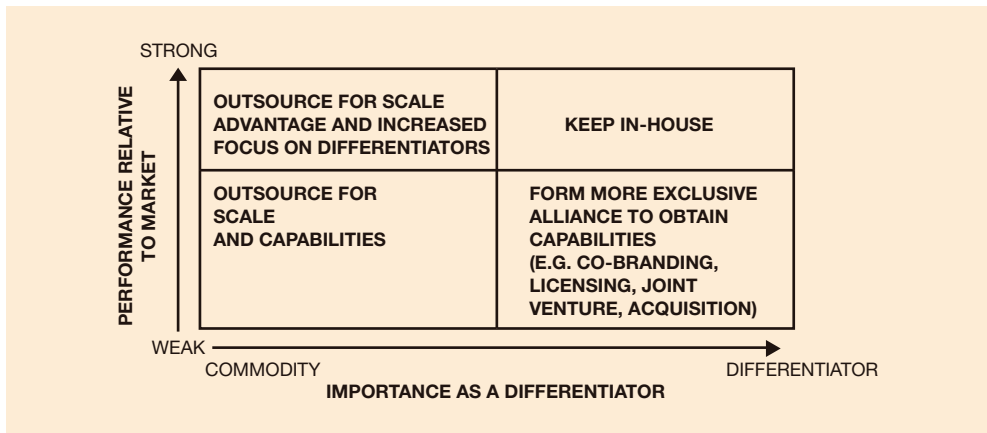 STRONG
PERFORMANCE RELATIVE
TO MARKET
OUTSOURCE FOR SCALE
ADVANTAGE AND INCREASED
FOCUS ON DIFFERENTIATORS
KEEP IN-HOUSE
OUTSOURCE FOR
SCALE
AND CAPABILITIES
FORM MORE EXCLUSIVE
ALLIANCE TO OBTAIN
CAPABILITIES
(E.G. CO-BRANDING,
LICENSING, JOINT
VENTURE, ACQUISITION)
WEAK
COMMODITY
DIFFERENTIATOR
IMPORTANCE AS A DIFFERENTIATOR